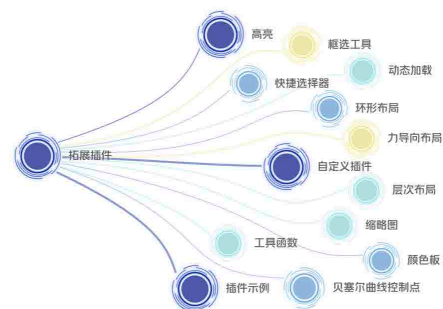 高亮
框选工具
动态加载
快捷选择器
环形布局
力导向布局
拓展插件
自定义插件
层次布局
缩略图
工具函数
颜色板
插件示例
贝塞尔曲线控制点